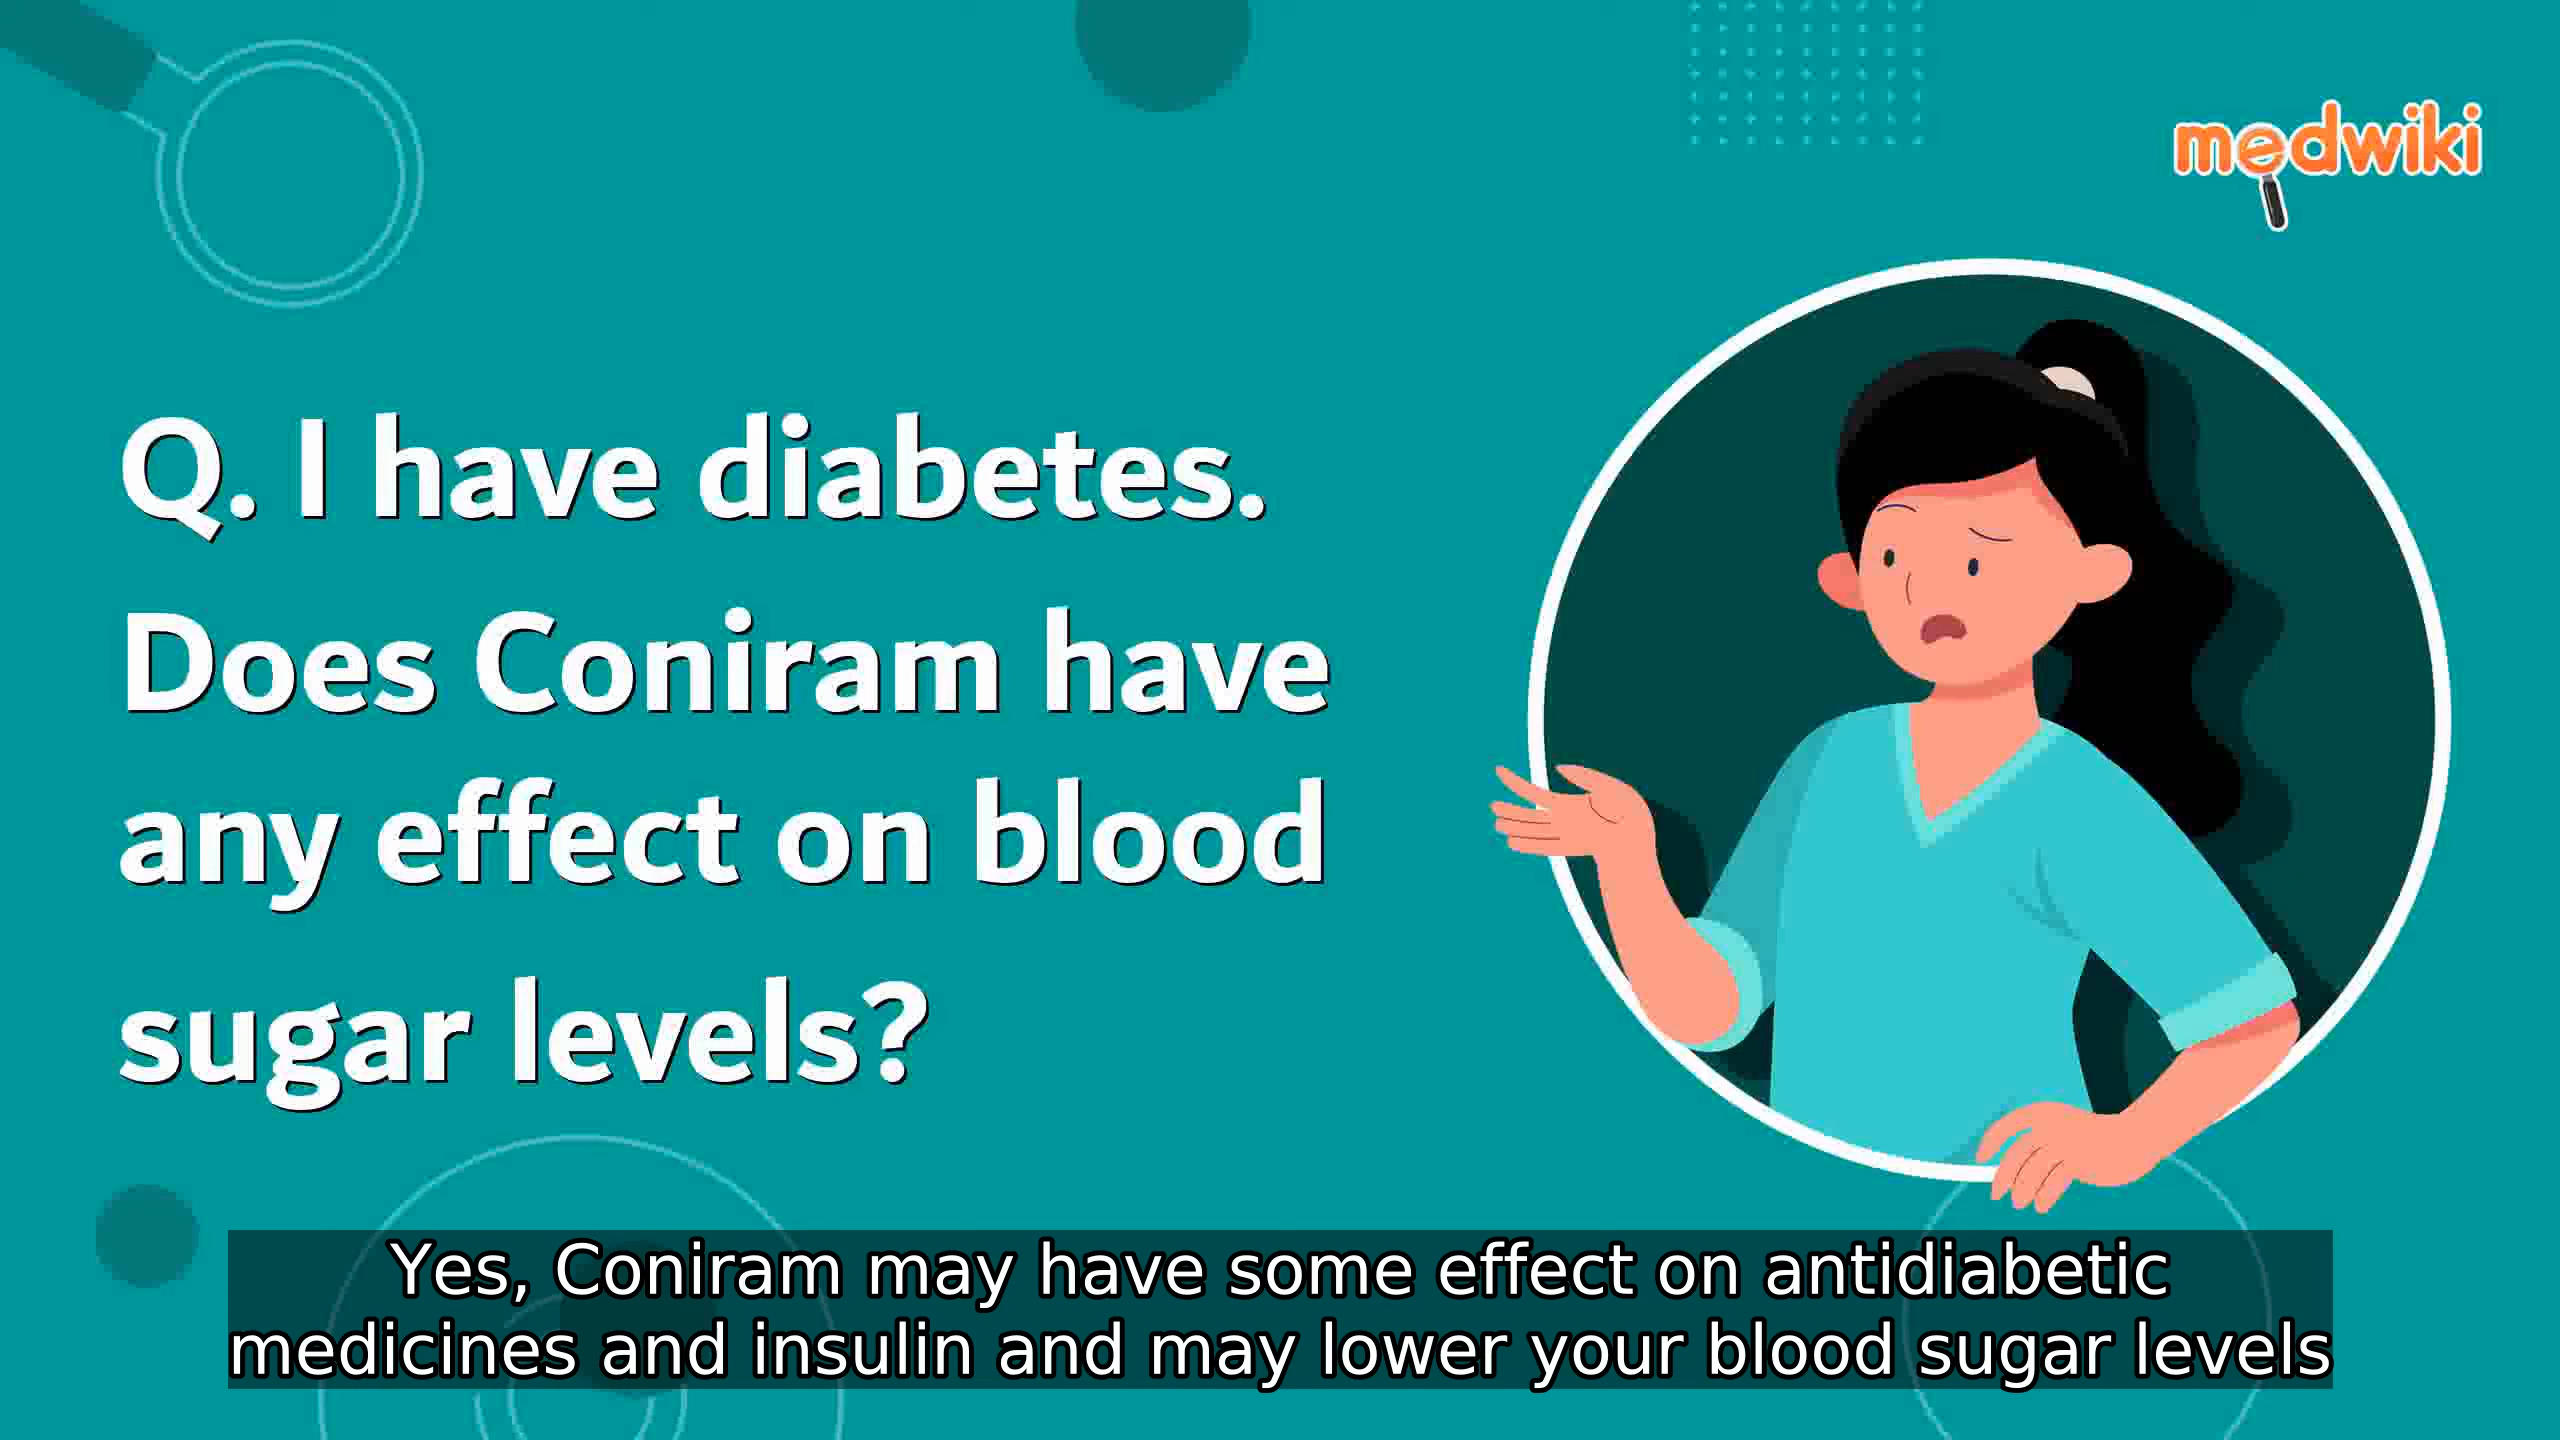 medwiki
Q. I have diabetes.
Does Coniram have
any effect on blood
sugar levels?
Yes, Coniram may have some effect on antidiabetic
medicines and insulin and may lower your blood sugar levels